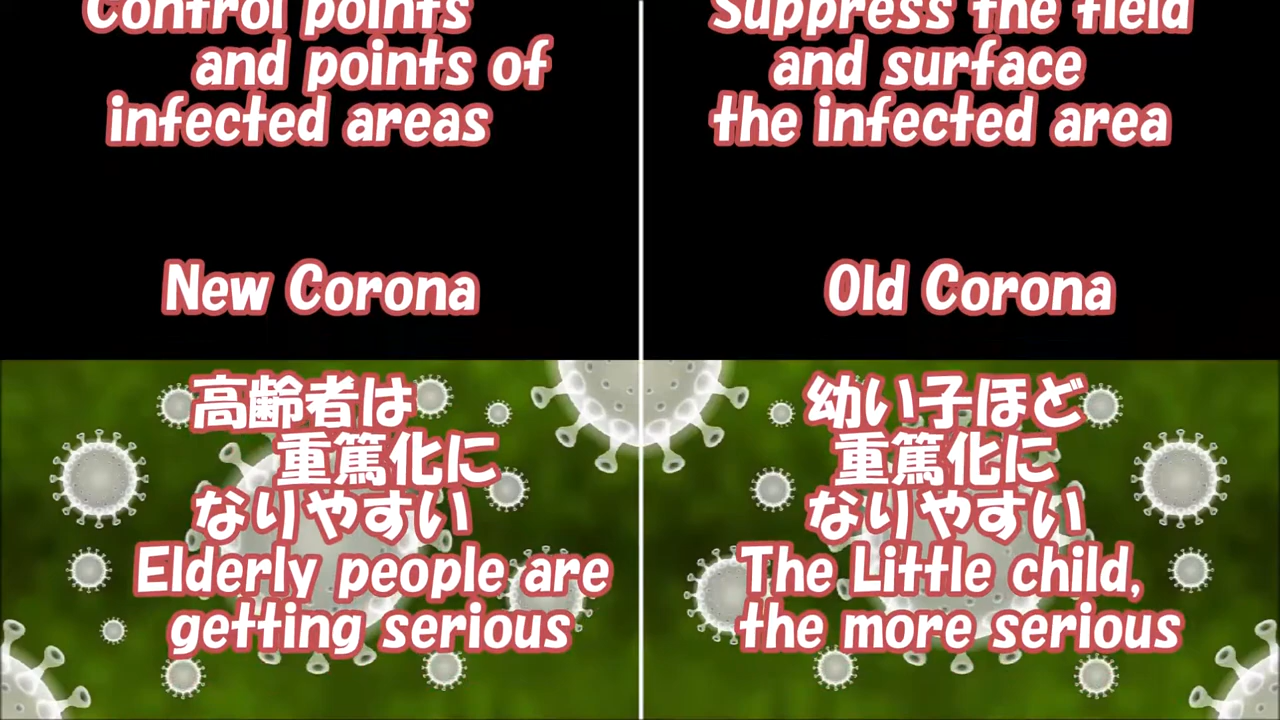 Control points
and points of
infected areas
New Corona
高齢者は
重篤化に
なりやすい
Elderly people are
getting serious
Suppress the field
and surface
the infected area
Old Corona
幼い子ほど
重篤化に
なりやすい
The Little child,
the more serious